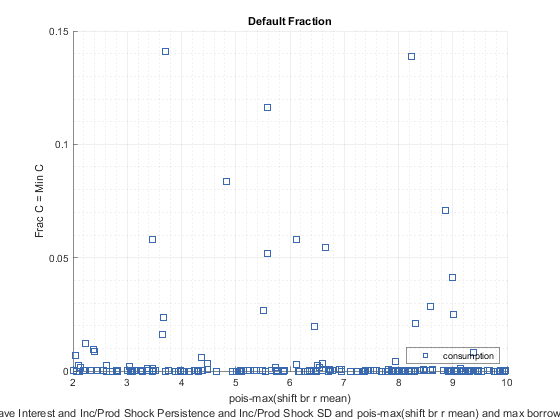 Default Fraction
0.15
0.1
0.05
0
Frac C = Min C
consumption
2 3 4 5 6 7 8 9 10
pois-max(shift br r mean)
ave Interest and Inc/Prod Shock Persistence and Inc/Prod Shock SD and pois-max(shift br r mean) and max borrow